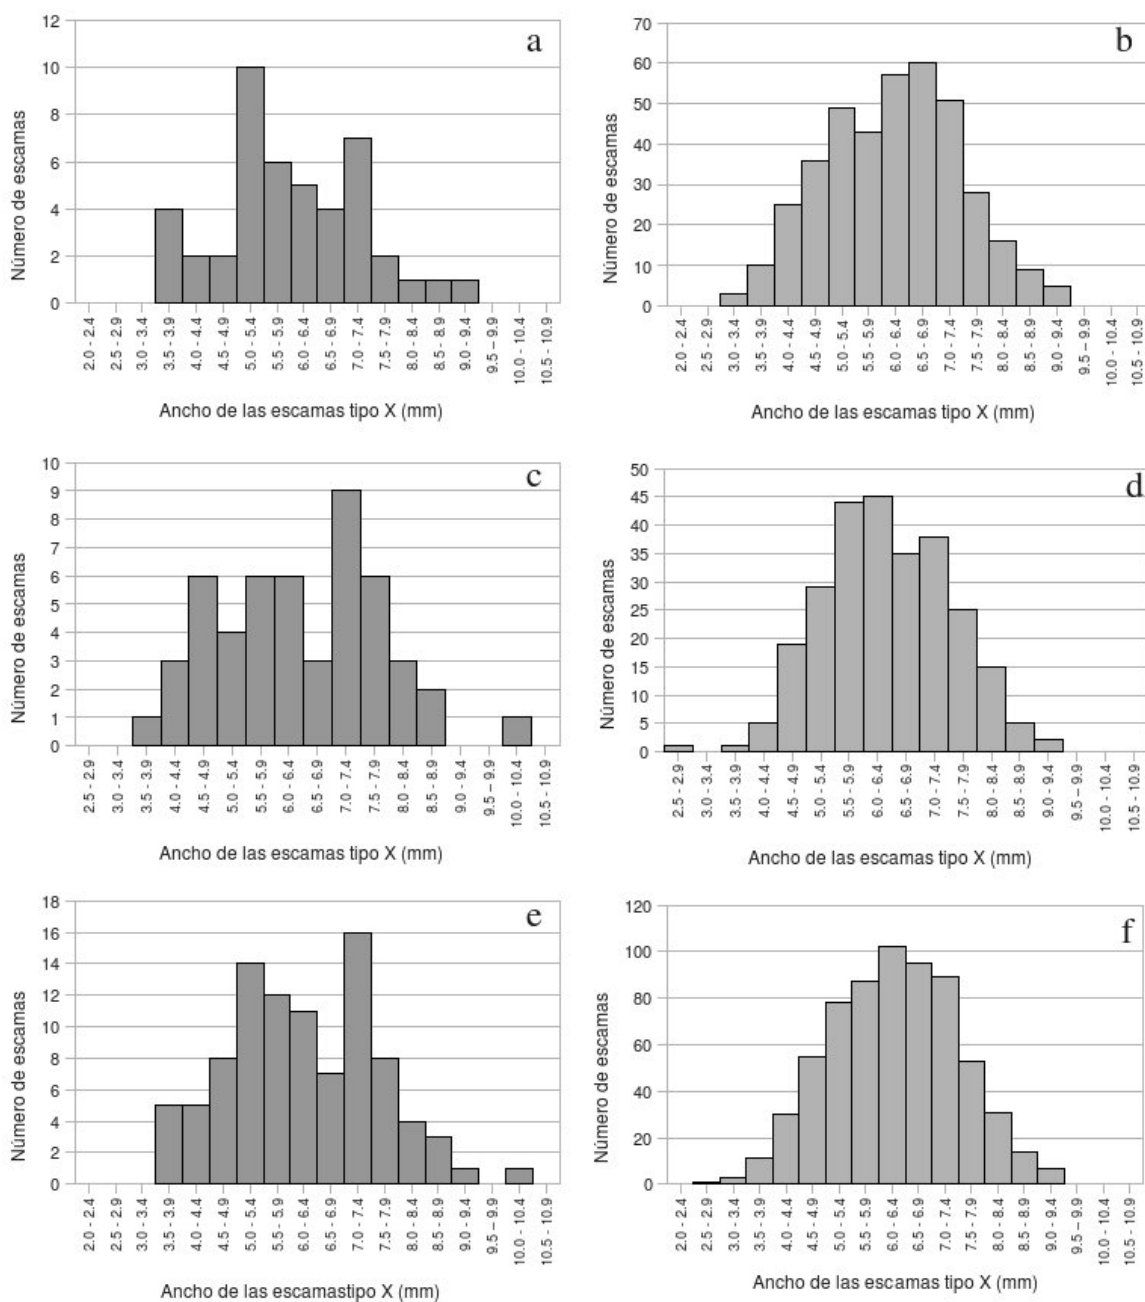 a
12
10
8
6
4
2
0
Número de escamas
2.0 - 2.4
2.5 - 2.9
3.0 - 3.4
3.5 - 3.9
4.0 - 4.4
4.5 - 4.9
5.0 - 5.4
5.5 - 5.9
6.0 - 6.4
6.5 - 6.9
7.0 - 7.4
7.5 - 7.9
8.0 - 8.4
8.5 - 8.9
9.0 - 9.4
9.5 – 9.9
10.0 - 10.4
10.5 - 10.9
Ancho de las escamas tipo X (mm)
b
70
60
50
40
30
20
10
0
Número de escamas
2.0 - 2.4
2.5 - 2.9
3.0 - 3.4
3.5 - 3.9
4.0 - 4.4
4.5 - 4.9
5.0 - 5.4
5.5 - 5.9
6.0 - 6.4
6.5 - 6.9
7.0 - 7.4
7.5 - 7.9
8.0 - 8.4
8.5 - 8.9
9.0 - 9.4
9.5 – 9.9
10.0 - 10.4
10.5 - 10.9
Ancho de las escamas tipo X (mm)
c
10
9
8
7
6
5
4
3
2
1
0
Número de escamas
2.5 - 2.9
3.0 - 3.4
3.5 - 3.9
4.0 - 4.4
4.5 - 4.9
5.0 - 5.4
5.5 - 5.9
6.0 - 6.4
6.5 - 6.9
7.0 - 7.4
7.5 - 7.9
8.0 - 8.4
8.5 - 8.9
9.0 - 9.4
9.5 – 9.9
10.0 - 10.4
10.5 - 10.9
Ancho de las escamas tipo X (mm)
d
50
45
40
35
30
25
20
15
10
5
0
Número de escamas
2.5 - 2.9
3.0 - 3.4
3.5 - 3.9
4.0 - 4.4
4.5 - 4.9
5.0 - 5.4
5.5 - 5.9
6.0 - 6.4
6.5 - 6.9
7.0 - 7.4
7.5 - 7.9
8.0 - 8.4
8.5 - 8.9
9.0 - 9.4
9.5 – 9.9
10.0 - 10.4
10.5 - 10.9
Ancho de las escamas tipo X (mm)
e
18
16
14
12
10
8
6
4
2
0
Número de escamas
2.0 - 2.4
2.5 - 2.9
3.0 - 3.4
3.5 - 3.9
4.0 - 4.4
4.5 - 4.9
5.0 - 5.4
5.5 - 5.9
6.0 - 6.4
6.5 - 6.9
7.0 - 7.4
7.5 - 7.9
8.0 - 8.4
8.5 - 8.9
9.0 - 9.4
9.5 – 9.9
10.0 - 10.4
10.5 - 10.9
Ancho de las escamastipo X (mm)
f
120
100
80
60
40
20
0
Número de escamas
2.0 - 2.4
2.5 - 2.9
3.0 - 3.4
3.5 - 3.9
4.0 - 4.4
4.5 - 4.9
5.0 - 5.4
5.5 - 5.9
6.0 - 6.4
6.5 - 6.9
7.0 - 7.4
7.5 - 7.9
8.0 - 8.4
8.5 - 8.9
9.0 - 9.4
9.5 – 9.9
10.0 - 10.4
10.5 - 10.9
Ancho de las escamas tipo X (mm)